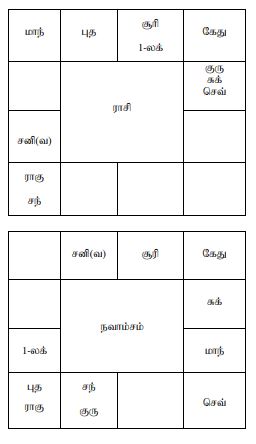 மாந் புத சூரி கேது
1-லக்
குரு
சுக்
செவ்
ராசி
சனி(வ)
ராகு
சந்
சனி(வ) சூரி கேது
சுக்
நவாம்சம்
1-லக் மாந்
புத சந் செவ்
ராகு குரு